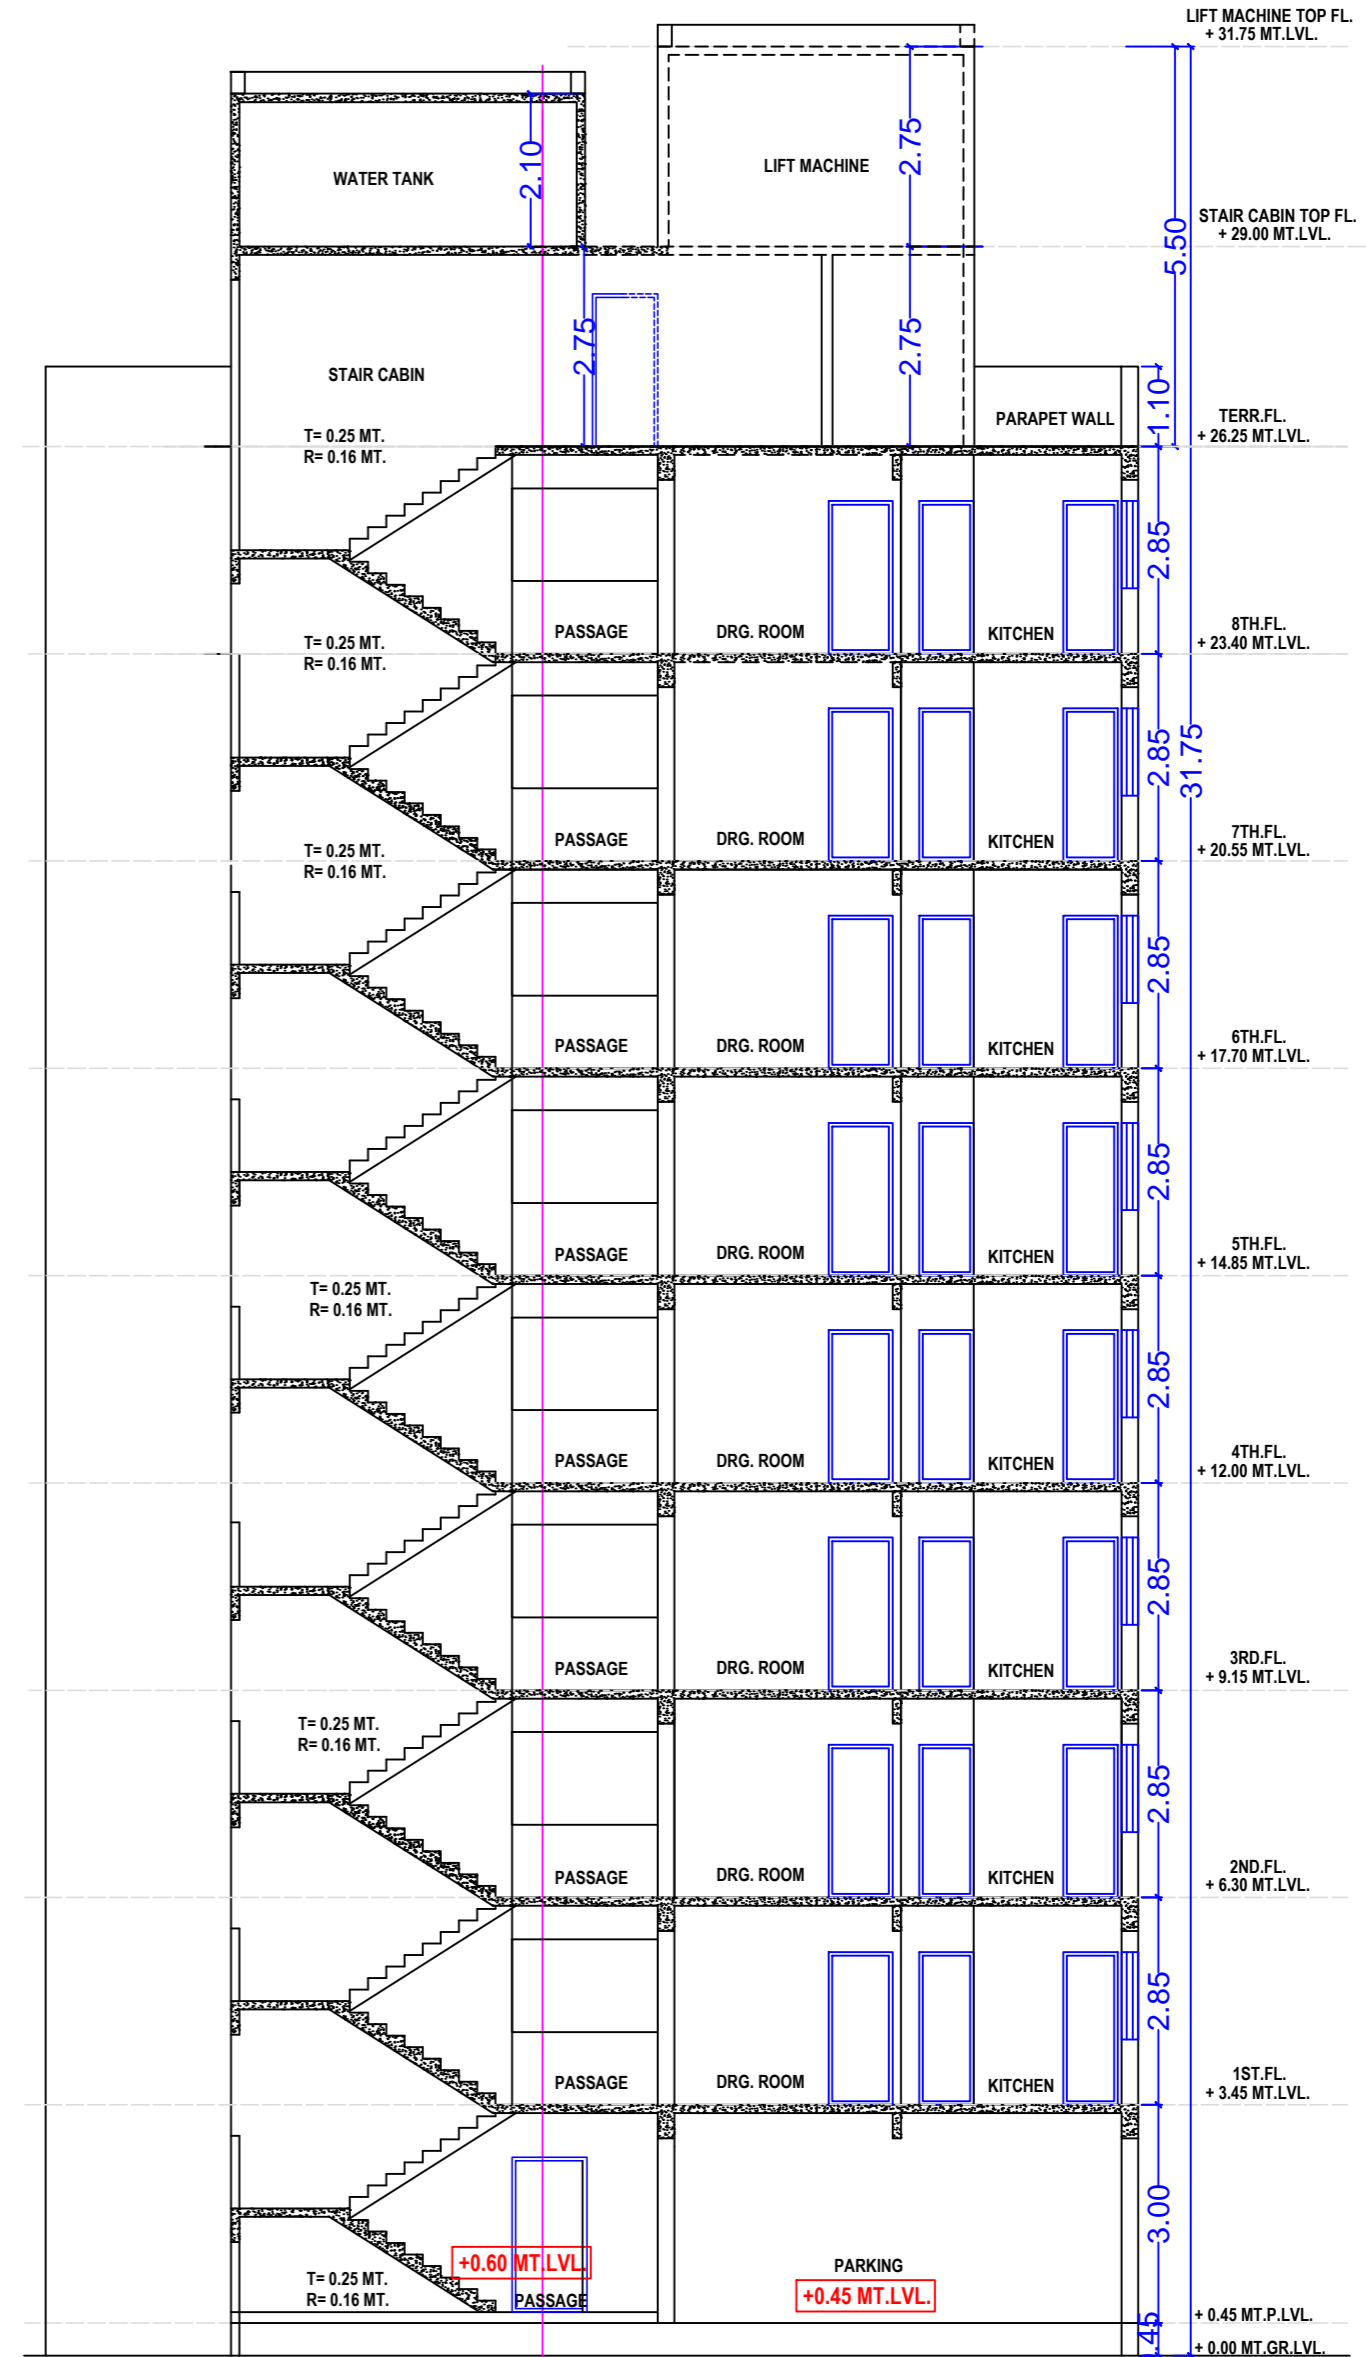 LIFT MACHINE TOP FL.
+ 31.75 MT.LVL.
2.75
LIFT MACHINE
2.10
WATER TANK
STAIR CABIN TOP FL.
+ 29.00 MT.LVL.
5.50
2.75
2.75
STAIR CABIN
1.10
PARAPET WALL
TERR.FL.
+ 26.25 MT.LVL.
T= 0.25 MT.
R= 0.16 MT.
2.85
PASSAGE
DRG. ROOM
KITCHEN
8TH.FL.
+ 23.40 MT.LVL.
T= 0.25 MT.
R= 0.16 MT.
2.85
31.75
PASSAGE
DRG. ROOM
KITCHEN
7TH.FL.
+ 20.55 MT.LVL.
T= 0.25 MT.
R= 0.16 MT.
2.85
PASSAGE
DRG. ROOM
KITCHEN
6TH.FL.
+ 17.70 MT.LVL.
2.85
PASSAGE
DRG. ROOM
KITCHEN
5TH.FL.
+ 14.85 MT.LVL.
T= 0.25 MT.
R= 0.16 MT.
2.85
PASSAGE
DRG. ROOM
KITCHEN
4TH.FL.
+ 12.00 MT.LVL.
2.85
PASSAGE
DRG. ROOM
KITCHEN
3RD.FL.
+ 9.15 MT.LVL.
T= 0.25 MT.
R= 0.16 MT.
2.85
PASSAGE
DRG. ROOM
KITCHEN
2ND.FL.
+ 6.30 MT.LVL.
2.85
PASSAGE
DRG. ROOM
KITCHEN
1ST.FL.
+ 3.45 MT.LVL.
3.00
+0.60 MT.LVL.
PARKING
T= 0.25 MT.
R= 0.16 MT.
PASSAGE
+0.45 MT.LVL.
.45
+ 0.45 MT.P.LVL.
+ 0.00 MT.GR.LVL.